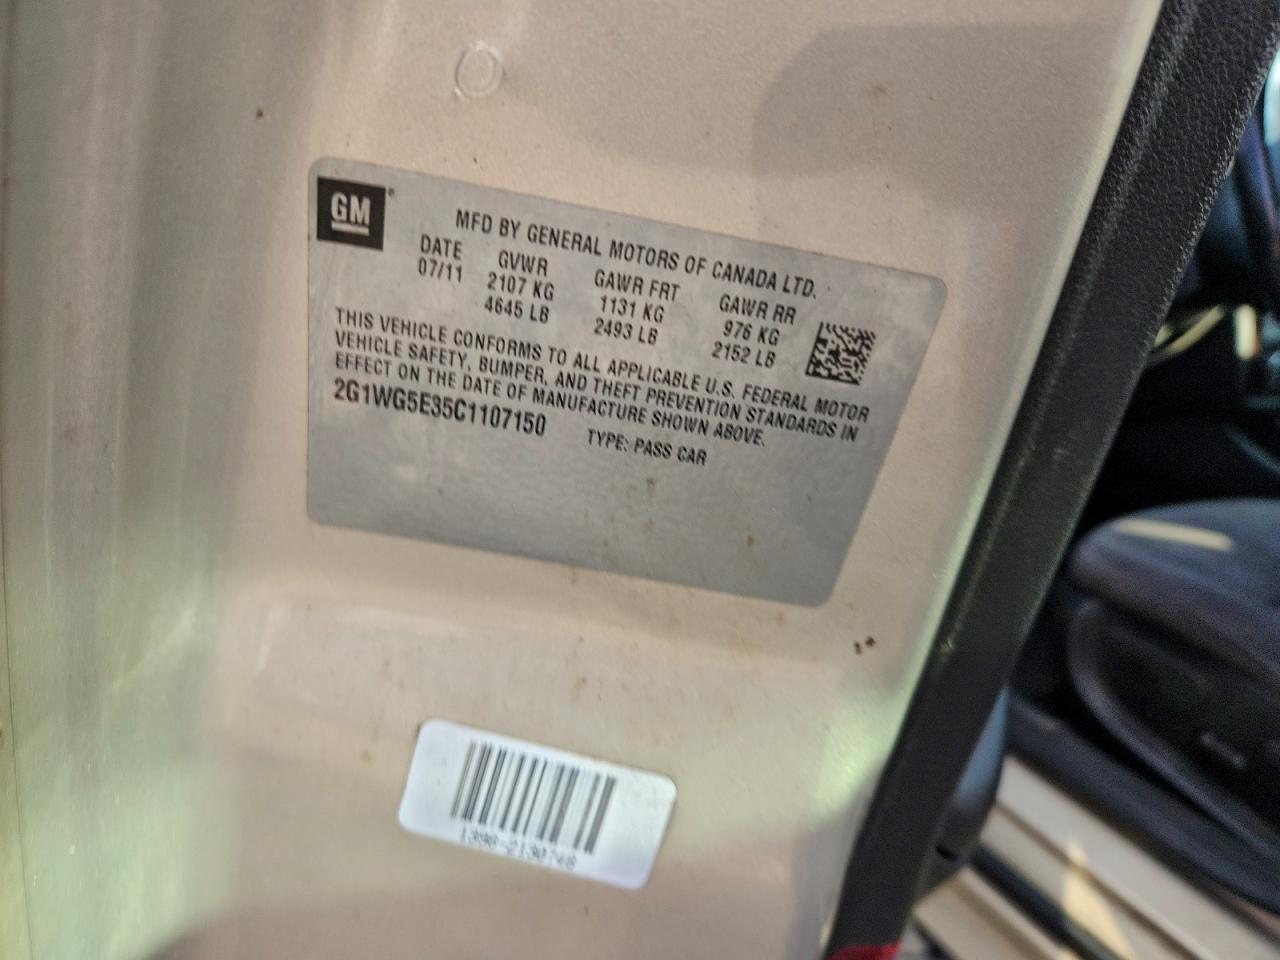 GM
MFD BY GENERAL MOTORS OF CANADA LTD.
DATE GVWR GAWR FRT GAWR RR
07/11 2107 KG 1131 KG 976 KG
4645 LB 2493 LB 2152 LB
THIS VEHICLE CONFORMS TO ALL APPLICABLE U.S. FEDERAL MOTOR
VEHICLE SAFETY, BUMPER, AND THEFT PREVENTION STANDARDS IN
EFFECT ON THE DATE OF MANUFACTURE SHOWN ABOVE.
2G1WG5E35C1107150 TYPE: PASS CAR